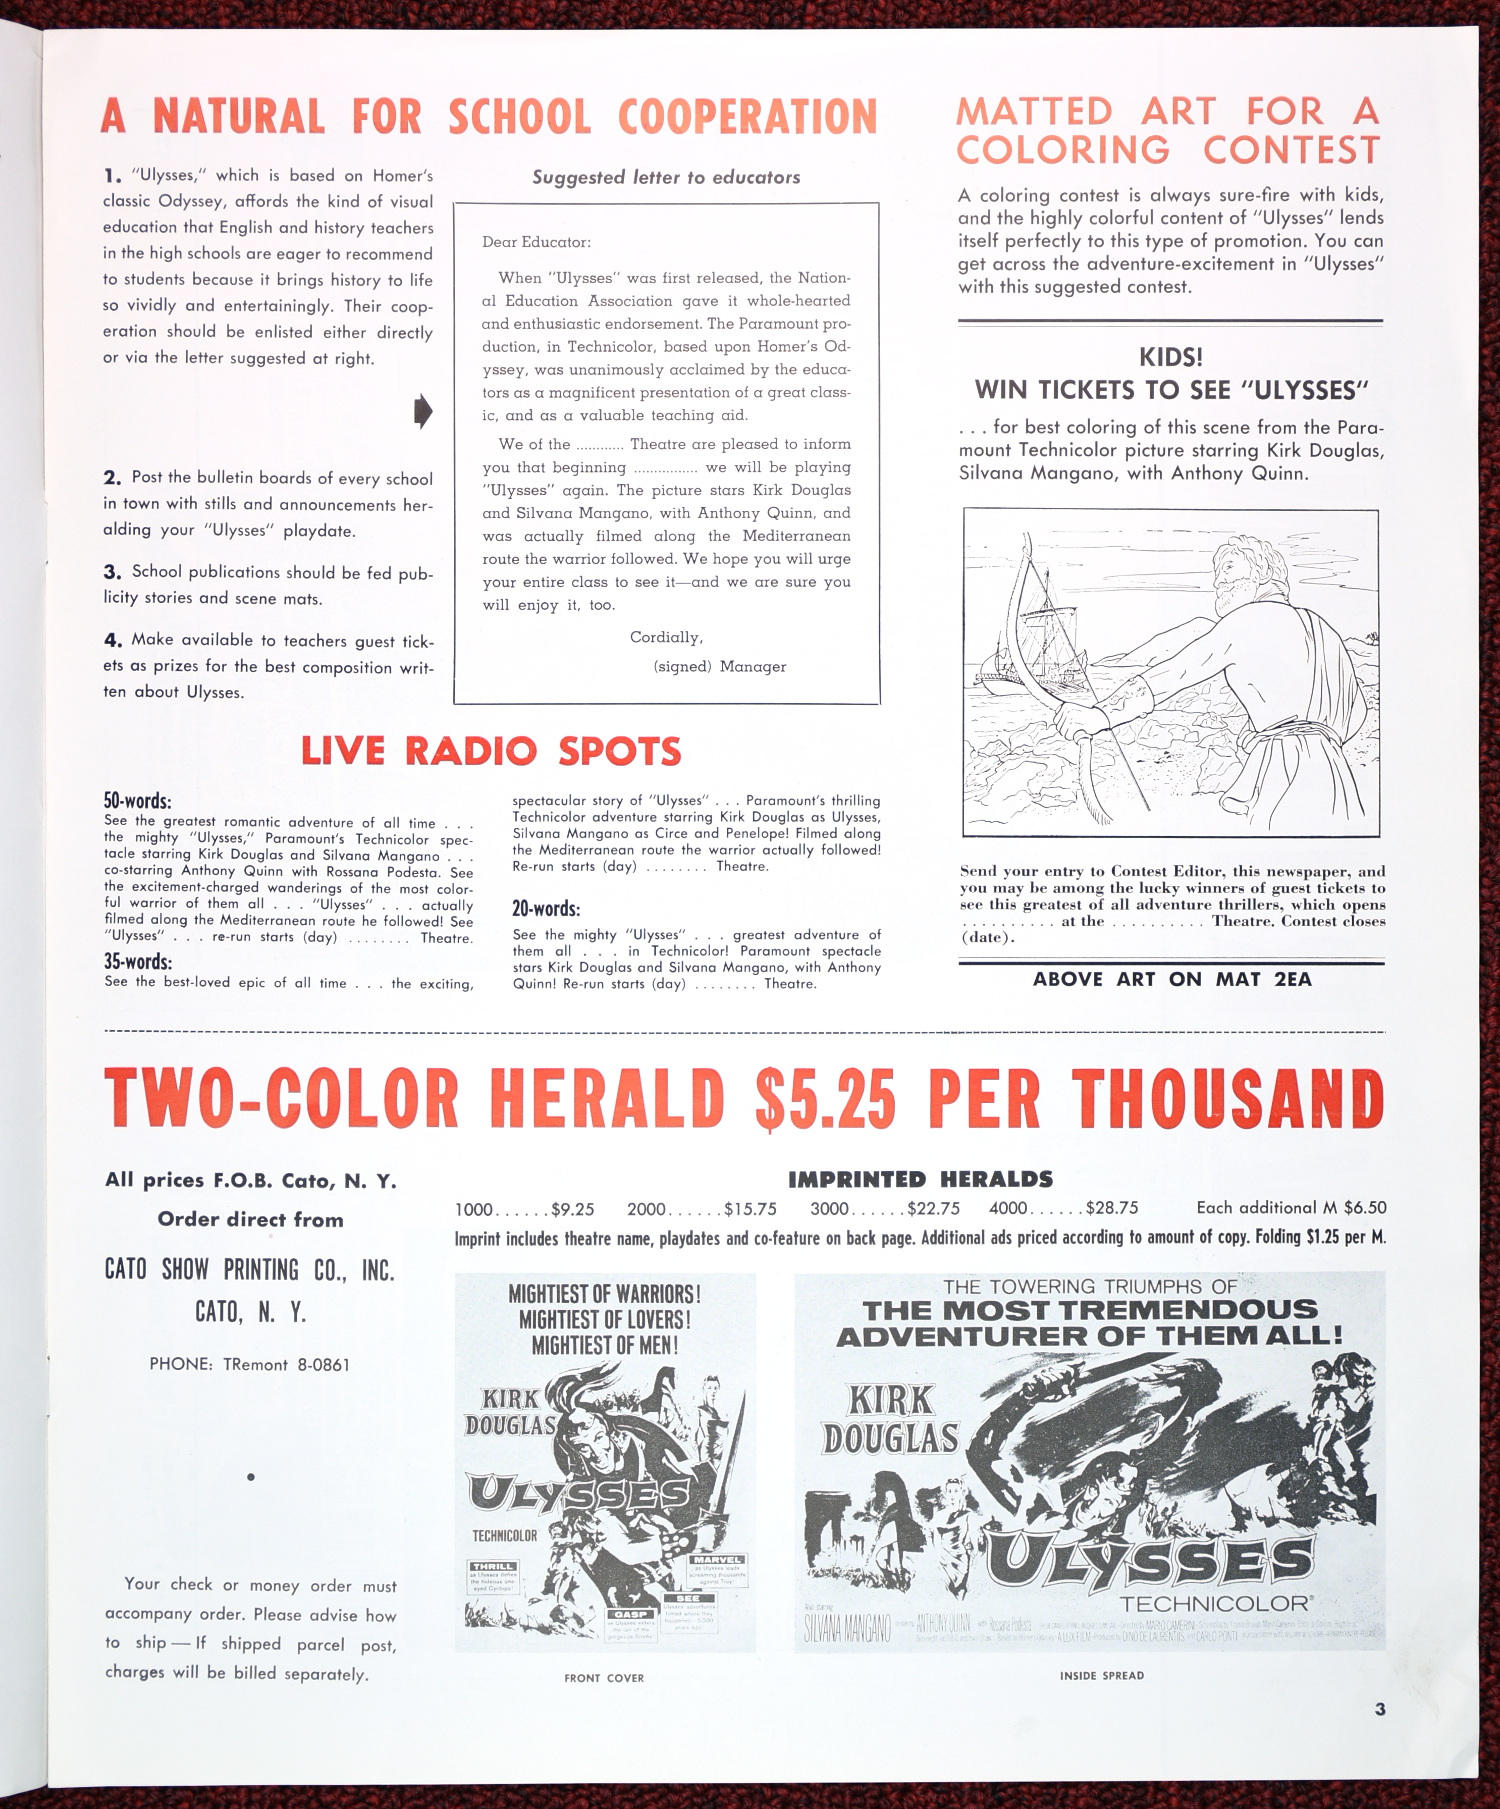 A NATURAL FOR SCHOOL COOPERATION
1. "Ulysses," which is based on Homer's
classic Odyssey, affords the kind of visual
education that English and history teachers
in the high schools are eager to recommend
to students because it brings history to life
so vividly and entertainingly. Their coop-
eration should be enlisted either directly
or via the letter suggested at right.
2. Post the bulletin boards of every school
in town with stills and announcements her-
alding your "Ulysses" playdate.
3. School publications should be fed pub-
licity stories and scene mats.
4. Make available to teachers guest tick-
ets as prizes for the best composition writ-
ten about Ulysses.
Suggested letter to educators
Dear Educator:
When "Ulysses" was first released, the Nation-
al Education Association gave it whole-hearted
and enthusiastic endorsement. The Paramount pro-
duction, in Technicolor, based upon Homer's Od-
yssey, was unanimously acclaimed by the educa-
tors as a magnificent presentation of a great class-
ic, and as a valuable teaching aid.
We of the ............ Theatre are pleased to inform
you that beginning ................ we will be playing
"Ulysses" again. The picture stars Kirk Douglas
and Silvana Mangano, with Anthony Quinn, and
was actually filmed along the Mediterranean
route the warrior followed. We hope you will urge
your entire class to see it—and we are sure you
will enjoy it, too.
Cordially,
(signed) Manager
LIVE RADIO SPOTS
50-words:
See the greatest romantic adventure of all time . . .
the mighty "Ulysses," Paramount's Technicolor spec-
tacle starring Kirk Douglas and Silvana Mangano . . .
co-starring Anthony Quinn with Rossana Podesta. See
the excitement-charged wanderings of the most color-
ful warrior of them all . . . "Ulysses" . . . actually
filmed along the Mediterranean route he followed! See
"Ulysses" . . . re-run starts (day) ........ Theatre.
35-words:
See the best-loved epic of all time . . . the exciting,
spectacular story of "Ulysses" . . . Paramount's thrilling
Technicolor adventure starring Kirk Douglas as Ulysses,
Silvana Mangano as Circe and Penelope! Filmed along
the Mediterranean route the warrior actually followed!
Re-run starts (day) ........ Theatre.
20-words:
See the mighty "Ulysses" . . . greatest adventure of
them all . . . in Technicolor! Paramount spectacle
stars Kirk Douglas and Silvana Mangano, with Anthony
Quinn! Re-run starts (day) ........ Theatre.
MATTED ART FOR A
COLORING CONTEST
A coloring contest is always sure-fire with kids,
and the highly colorful content of "Ulysses" lends
itself perfectly to this type of promotion. You can
get across the adventure-excitement in "Ulysses"
with this suggested contest.
KIDS!
WIN TICKETS TO SEE "ULYSSES"
. . . for best coloring of this scene from the Para-
mount Technicolor picture starring Kirk Douglas,
Silvana Mangano, with Anthony Quinn.
Send your entry to Contest Editor, this newspaper, and
you may be among the lucky winners of guest tickets to
see this greatest of all adventure thrillers, which opens
.......... at the .......... Theatre. Contest closes
(date).
ABOVE ART ON MAT 2EA
TWO-COLOR HERALD $5.25 PER THOUSAND
All prices F.O.B. Cato, N. Y.
Order direct from
CATO SHOW PRINTING CO., INC.
CATO, N. Y.
PHONE: TRemont 8-0861
•
Your check or money order must
accompany order. Please advise how
to ship — If shipped parcel post,
charges will be billed separately.
IMPRINTED HERALDS
1000......$9.25 2000......$15.75 3000......$22.75 4000......$28.75 Each additional M $6.50
Imprint includes theatre name, playdates and co-feature on back page. Additional ads priced according to amount of copy. Folding $1.25 per M.
MIGHTIEST OF WARRIORS!
MIGHTIEST OF LOVERS!
MIGHTIEST OF MEN!
KIRK
DOUGLAS
ULYSSES
TECHNICOLOR
THRILL
as Ulysses defies
the hideous one-
eyed Cyclops!
MARVEL
as Ulysses leads
screaming thousands
against Troy!
SEE
GASP
FRONT COVER
THE TOWERING TRIUMPHS OF
THE MOST TREMENDOUS
ADVENTURER OF THEM ALL!
KIRK
DOUGLAS
ULYSSES
TECHNICOLOR®
SILVANA MANGANO ANTHONY QUINN with Rossana Podesta
MARIO CAMERINI
A LUX FILM DINO DE LAURENTIIS and CARLO PONTI
INSIDE SPREAD
3